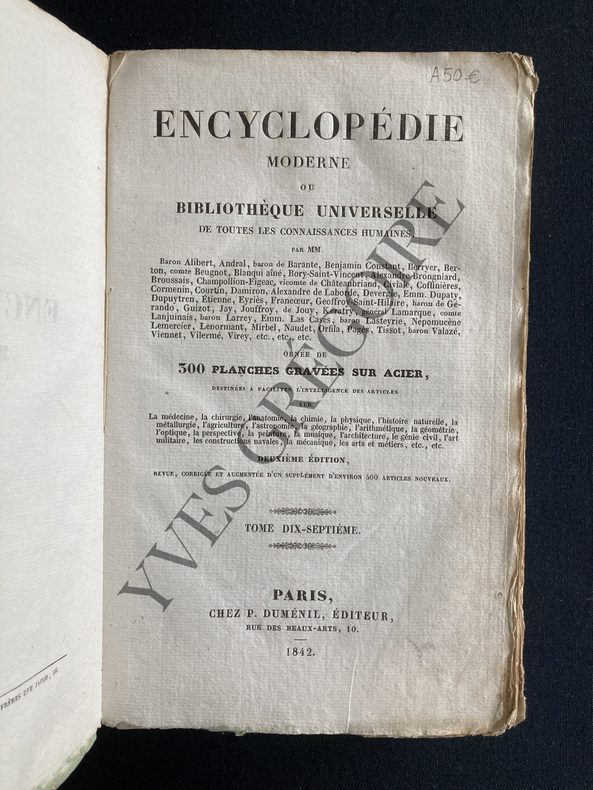 A50-€
ENCYCLOPÉDIE
MODERNE
OU
BIBLIOTHÈQUE UNIVERSELLE
DE TOUTES LES CONNAISSANCES HUMAINES,
PAR MM.
Baron Alibert, Andral, baron de Barante, Benjamin Constant, Berryer, Ber-
ton, comte Beugnot, Blanqui aîné, Bory-Saint-Vincent, Alexandre Brongniard,
Broussais, Champollion-Figeac, vicomte de Châteaubriand, Civiale, Coffinières,
Cormenin, Courtin, Damiron, Alexandre de Laborde, Devergie, Emm. Dupaty,
Dupuytren, Étienne, Eyriès, Francœur, Geoffroy-Saint-Hilaire, baron de Gé-
rando, Guizot, Jay, Jouffroy, de Jouy, Kératry, général Lamarque, comte
Lanjuinais, baron Larrey, Emm. Las Cases, baron Lasteyrie, Nepomucène
Lemercier, Lenormant, Mirbel, Naudet, Orfila, Pagès, Tissot, baron Valazé,
Viennet, Vilermé, Virey, etc., etc., etc.
ORNÉE DE
300 PLANCHES GRAVÉES SUR ACIER,
DESTINÉES A FACILITER L'INTELLIGENCE DES ARTICLES
SUR
La médecine, la chirurgie, l'anatomie, la chimie, la physique, l'histoire naturelle, la
métallurgie, l'agriculture, l'astronomie, la géographie, l'arithmétique, la géométrie,
l'optique, la perspective, la peinture, la musique, l'architecture, le génie civil, l'art
militaire, les constructions navales, la mécanique, les arts et métiers, etc., etc.
DEUXIÈME ÉDITION,
REVUE, CORRIGÉE ET AUGMENTÉE D'UN SUPPLÉMENT D'ENVIRON 400 ARTICLES NOUVEAUX.
TOME DIX-SEPTIÈME.
PARIS,
CHEZ P. DUMÉNIL, ÉDITEUR,
RUE DES BEAUX-ARTS, 10.
1842.
YVES GRÉGOIRE